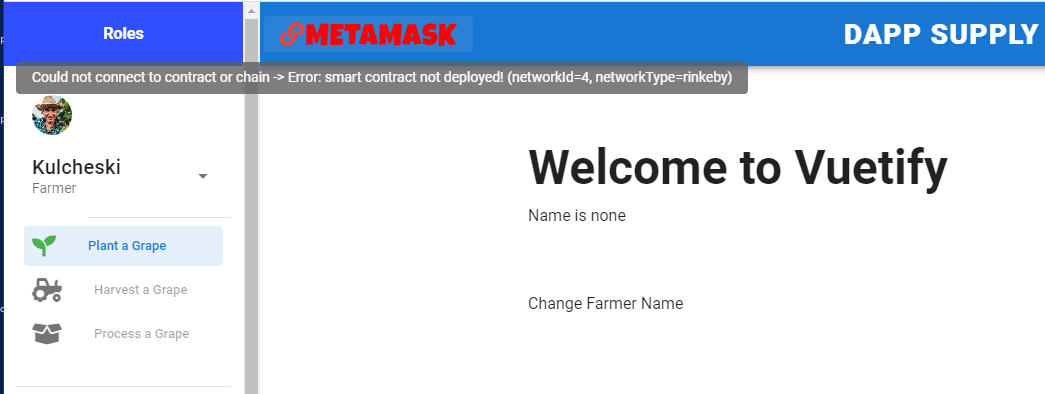 Roles
METAMASK
DAPP SUPPLY
Could not connect to contract or chain -> Error: smart contract not deployed! (networkId=4, networkType=rinkeby)
Kulcheski
Farmer
Plant a Grape
Harvest a Grape
Process a Grape
Welcome to Vuetify
Name is none
Change Farmer Name